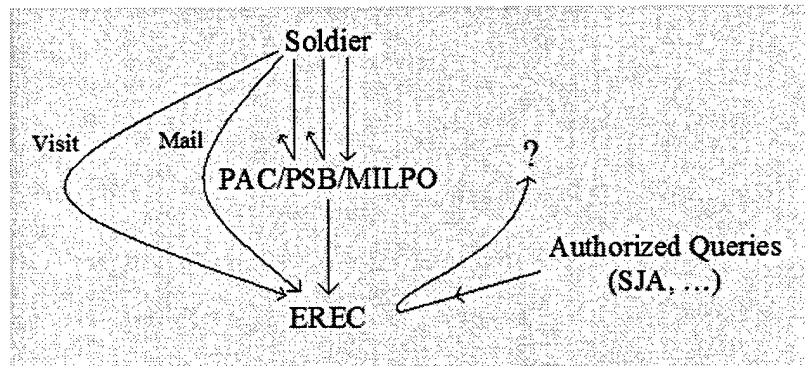 Soldier
Visit
Mail
PAC/PSB/MILPO
?
Authorized Queries
(SJA, ...)
EREC